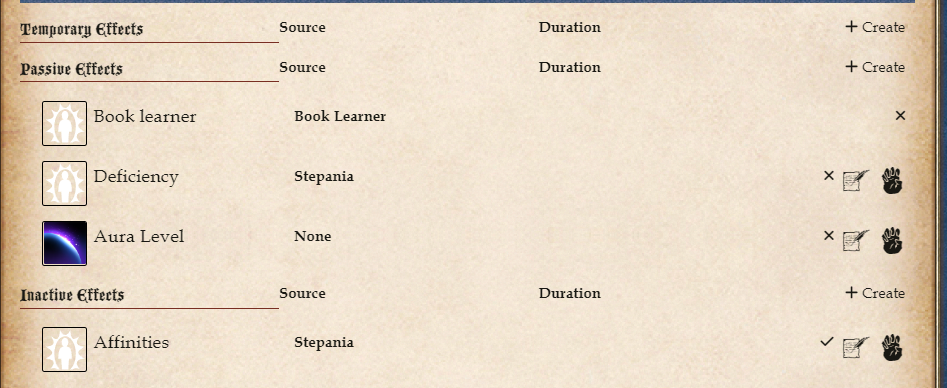 Temporary Effects Source Duration + Create
Passive Effects Source Duration + Create
Book learner Book Learner
Deficiency Stepania
Aura Level None
Inactive Effects Source Duration + Create
Affinities Stepania